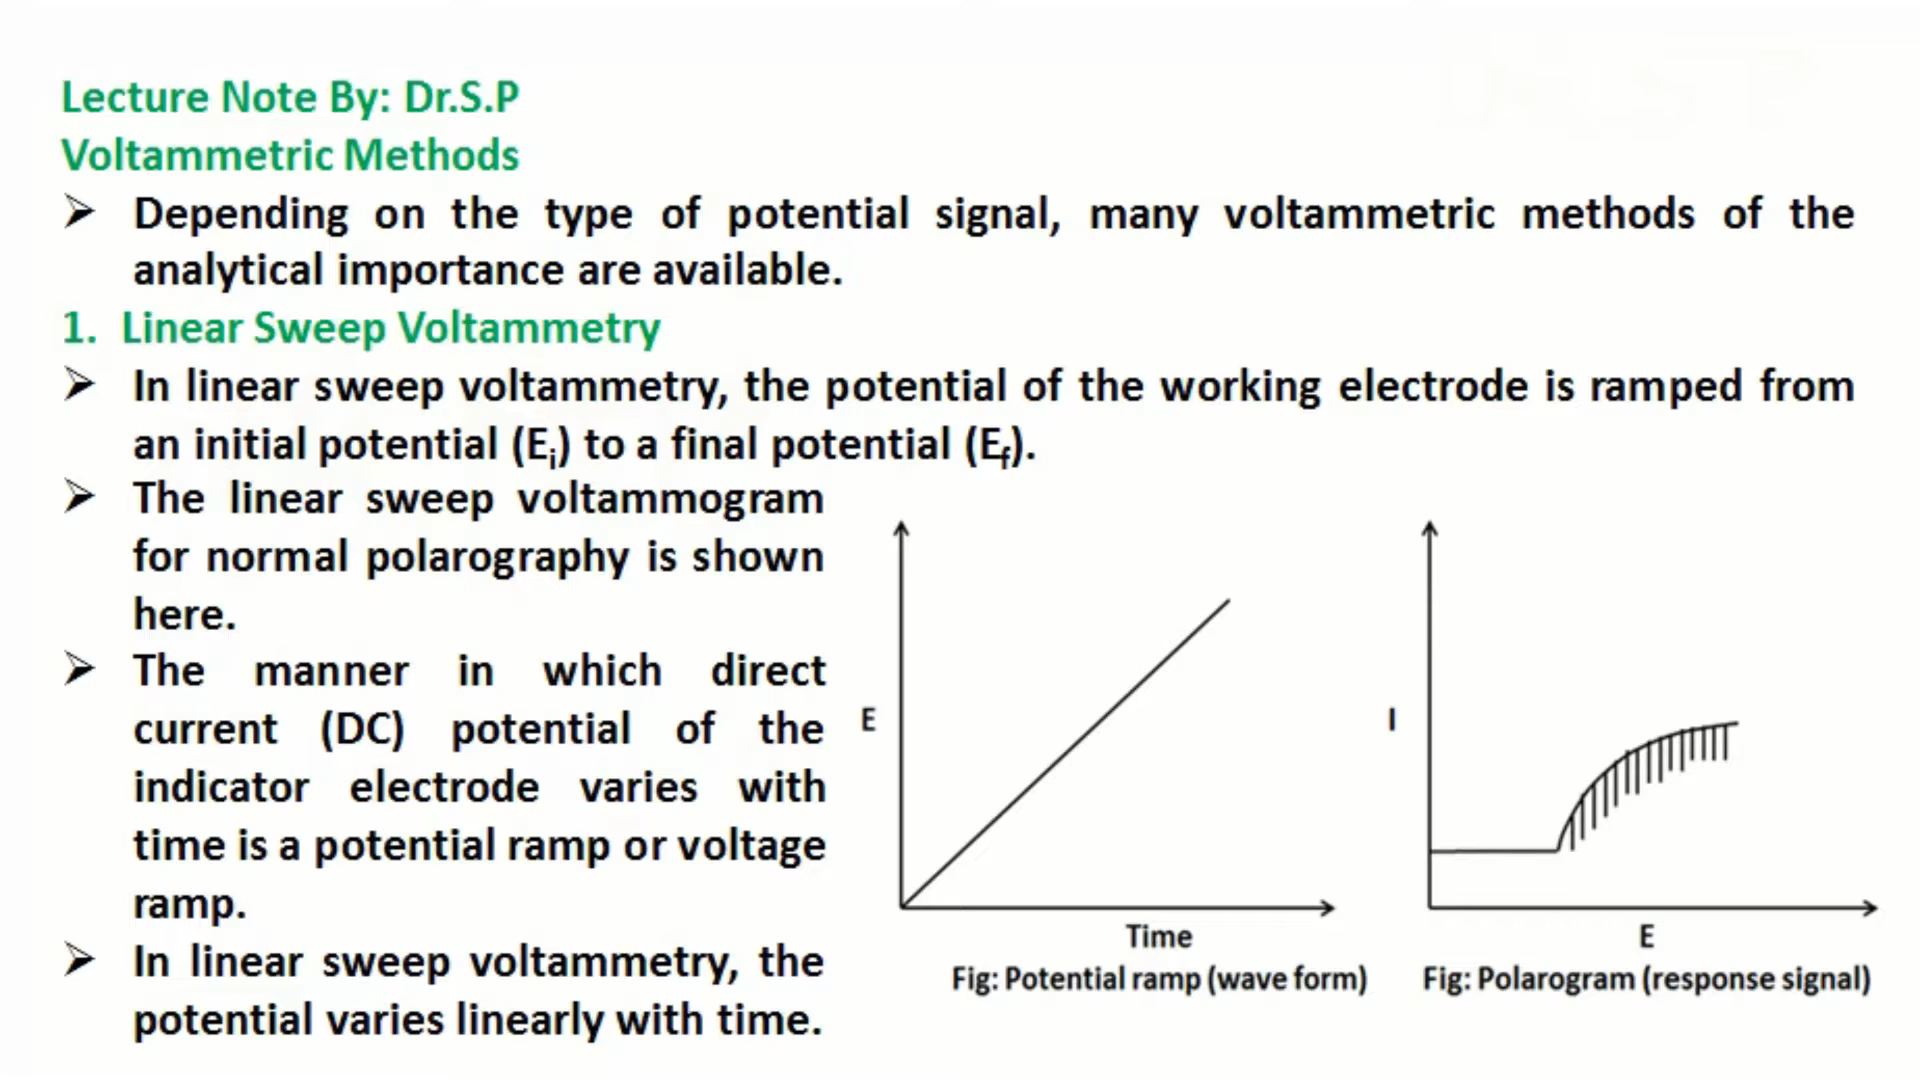 Lecture Note By: Dr.S.P
Voltammetric Methods
➢ Depending on the type of potential signal, many voltammetric methods of the
analytical importance are available.
1. Linear Sweep Voltammetry
➢ In linear sweep voltammetry, the potential of the working electrode is ramped from
an initial potential (Ei) to a final potential (Ef).
➢ The linear sweep voltammogram
for normal polarography is shown
here.
➢ The manner in which direct
current (DC) potential of the
indicator electrode varies with
time is a potential ramp or voltage
ramp.
➢ In linear sweep voltammetry, the
potential varies linearly with time.
E
Time
Fig: Potential ramp (wave form)
I
E
Fig: Polarogram (response signal)